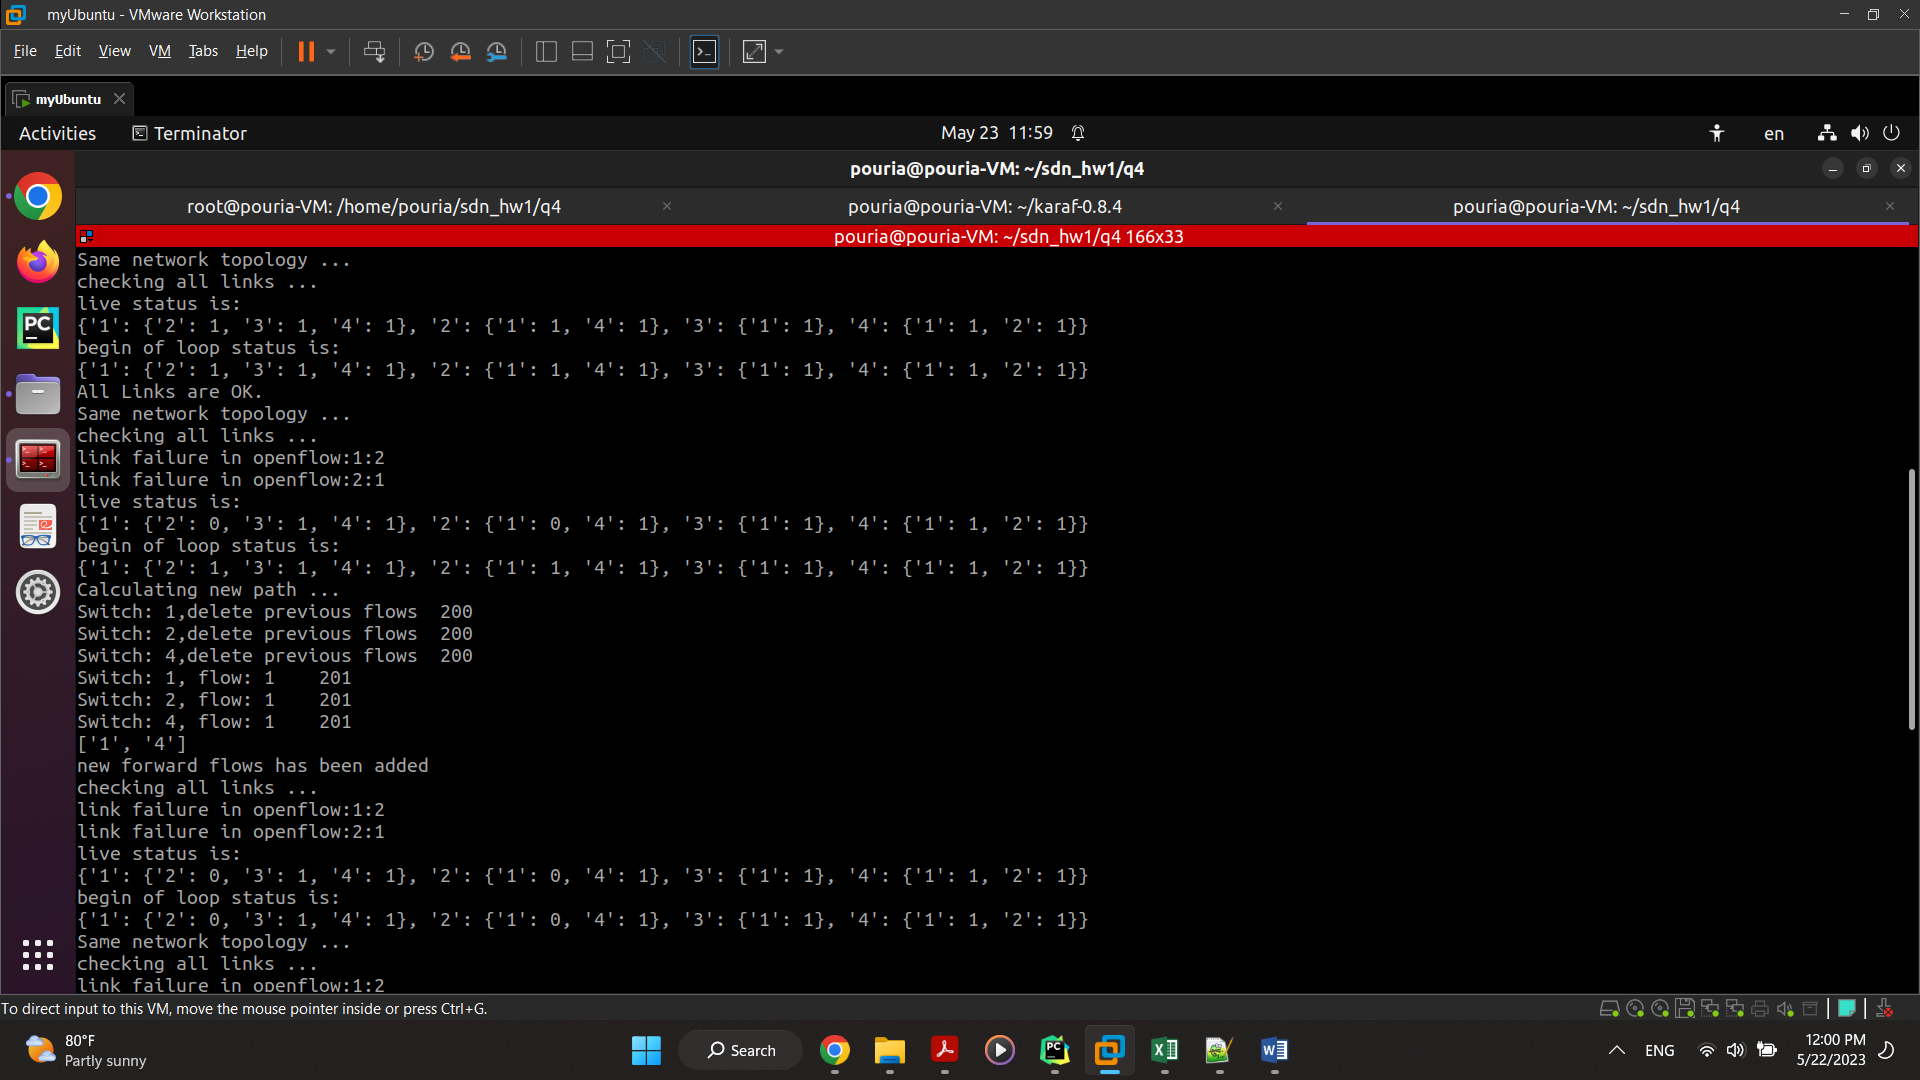 myUbuntu - VMware Workstation
File Edit View VM Tabs Help
myUbuntu
Activities Terminator May 23 11:59 en
pouria@pouria-VM: ~/sdn_hw1/q4
root@pouria-VM: /home/pouria/sdn_hw1/q4 pouria@pouria-VM: ~/karaf-0.8.4 pouria@pouria-VM: ~/sdn_hw1/q4
pouria@pouria-VM: ~/sdn_hw1/q4 166x33
Same network topology ...
checking all links ...
live status is:
{'1': {'2': 1, '3': 1, '4': 1}, '2': {'1': 1, '4': 1}, '3': {'1': 1}, '4': {'1': 1, '2': 1}}
begin of loop status is:
{'1': {'2': 1, '3': 1, '4': 1}, '2': {'1': 1, '4': 1}, '3': {'1': 1}, '4': {'1': 1, '2': 1}}
All Links are OK.
Same network topology ...
checking all links ...
link failure in openflow:1:2
link failure in openflow:2:1
live status is:
{'1': {'2': 0, '3': 1, '4': 1}, '2': {'1': 0, '4': 1}, '3': {'1': 1}, '4': {'1': 1, '2': 1}}
begin of loop status is:
{'1': {'2': 1, '3': 1, '4': 1}, '2': {'1': 1, '4': 1}, '3': {'1': 1}, '4': {'1': 1, '2': 1}}
Calculating new path ...
Switch: 1,delete previous flows  200
Switch: 2,delete previous flows  200
Switch: 4,delete previous flows  200
Switch: 1, flow: 1    201
Switch: 2, flow: 1    201
Switch: 4, flow: 1    201
['1', '4']
new forward flows has been added
checking all links ...
link failure in openflow:1:2
link failure in openflow:2:1
live status is:
{'1': {'2': 0, '3': 1, '4': 1}, '2': {'1': 0, '4': 1}, '3': {'1': 1}, '4': {'1': 1, '2': 1}}
begin of loop status is:
{'1': {'2': 0, '3': 1, '4': 1}, '2': {'1': 0, '4': 1}, '3': {'1': 1}, '4': {'1': 1, '2': 1}}
Same network topology ...
checking all links ...
link failure in openflow:1:2
To direct input to this VM, move the mouse pointer inside or press Ctrl+G.
80°F
Partly sunny
Search
ENG
12:00 PM
5/22/2023